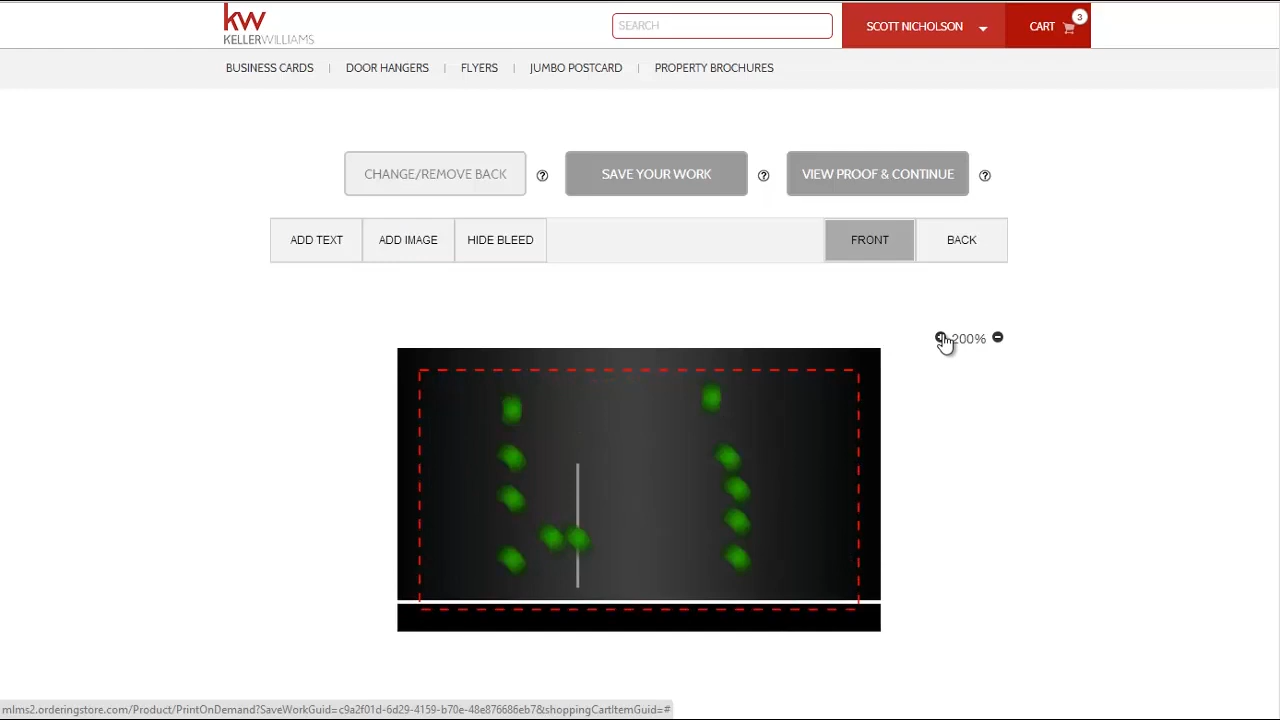 kw
KELLERWILLIAMS
SEARCH
SCOTT NICHOLSON
CART
3
BUSINESS CARDS
DOOR HANGERS
FLYERS
JUMBO POSTCARD
PROPERTY BROCHURES
CHANGE/REMOVE BACK
?
SAVE YOUR WORK
?
VIEW PROOF & CONTINUE
?
ADD TEXT
ADD IMAGE
HIDE BLEED
FRONT
BACK
200%
mlms2.orderingstore.com/Product/PrintOnDemand?SaveWorkGuid=c9a2f01d-6d29-4159-b70e-48e876686eb7&shoppingCartItemGuid=#